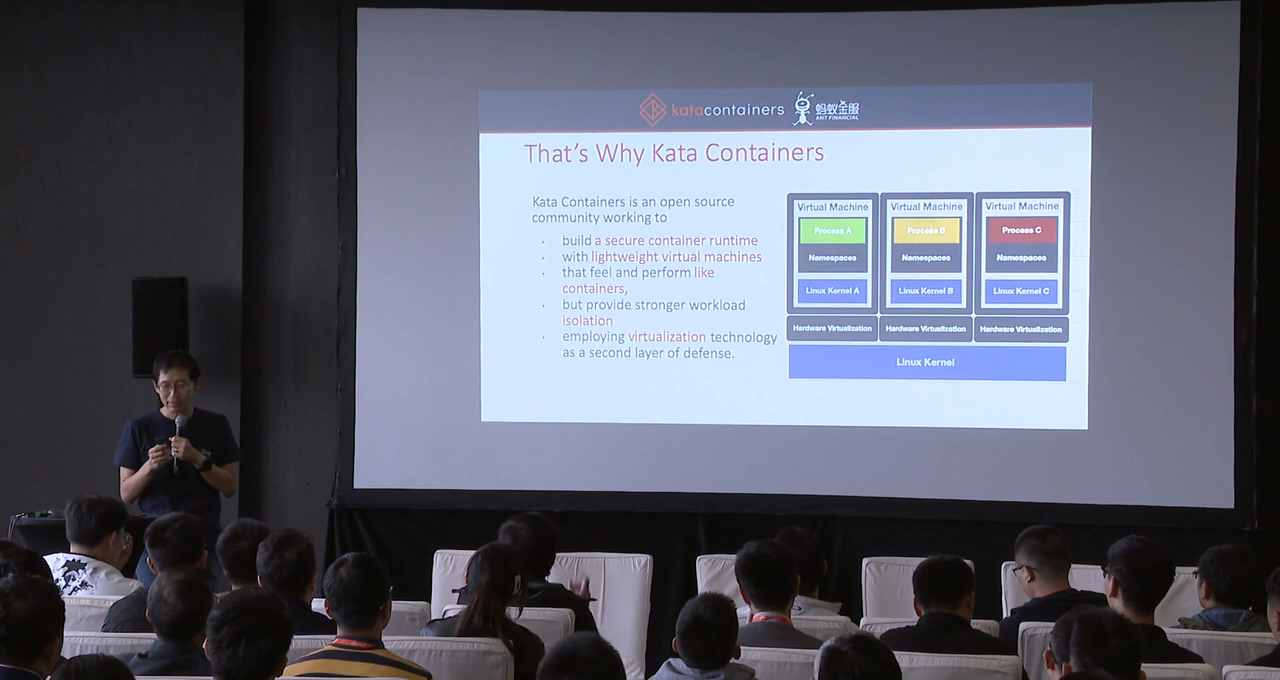 katacontainers 蚂蚁金服
ANT FINANCIAL
That's Why Kata Containers
Kata Containers is an open source
community working to
· build a secure container runtime
· with lightweight virtual machines
· that feel and perform like
containers,
· but provide stronger workload
isolation
· employing virtualization technology
as a second layer of defense.
Virtual Machine Virtual Machine Virtual Machine
Process A Process B Process C
Namespaces Namespaces Namespaces
Linux Kernel A Linux Kernel B Linux Kernel C
Hardware Virtualization Hardware Virtualization Hardware Virtualization
Linux Kernel